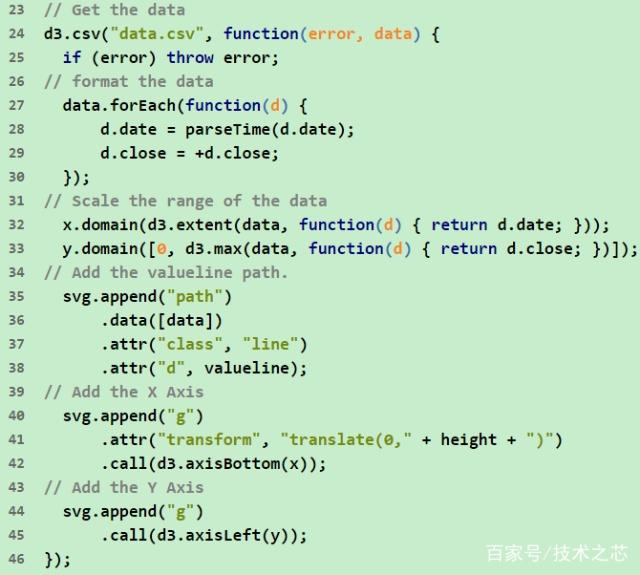 23 // Get the data
24 d3.csv("data.csv", function(error, data) {
25   if (error) throw error;
26 // format the data
27   data.forEach(function(d) {
28       d.date = parseTime(d.date);
29       d.close = +d.close;
30   });
31 // Scale the range of the data
32   x.domain(d3.extent(data, function(d) { return d.date; }));
33   y.domain([0, d3.max(data, function(d) { return d.close; })]);
34 // Add the valueline path.
35   svg.append("path")
36       .data([data])
37       .attr("class", "line")
38       .attr("d", valueline);
39 // Add the X Axis
40   svg.append("g")
41       .attr("transform", "translate(0," + height + ")")
42       .call(d3.axisBottom(x));
43 // Add the Y Axis
44   svg.append("g")
45       .call(d3.axisLeft(y));
46 });
百家号/技术之芯